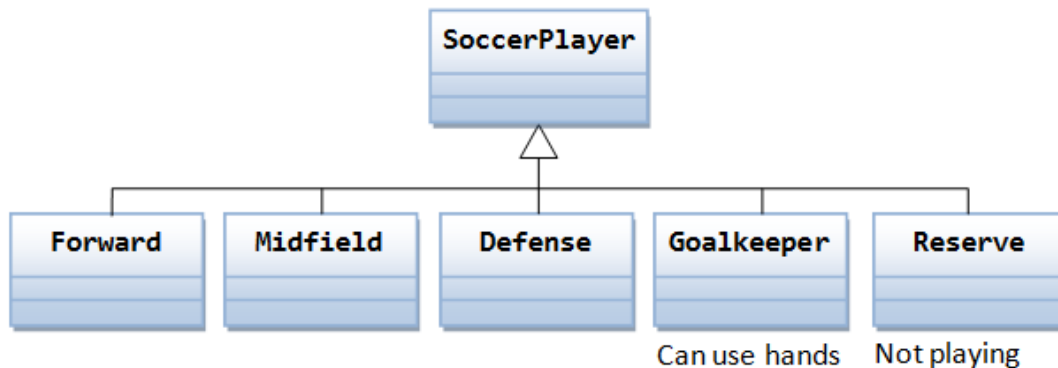 SoccerPlayer
Forward Midfield Defense Goalkeeper Reserve
Can use hands Not playing